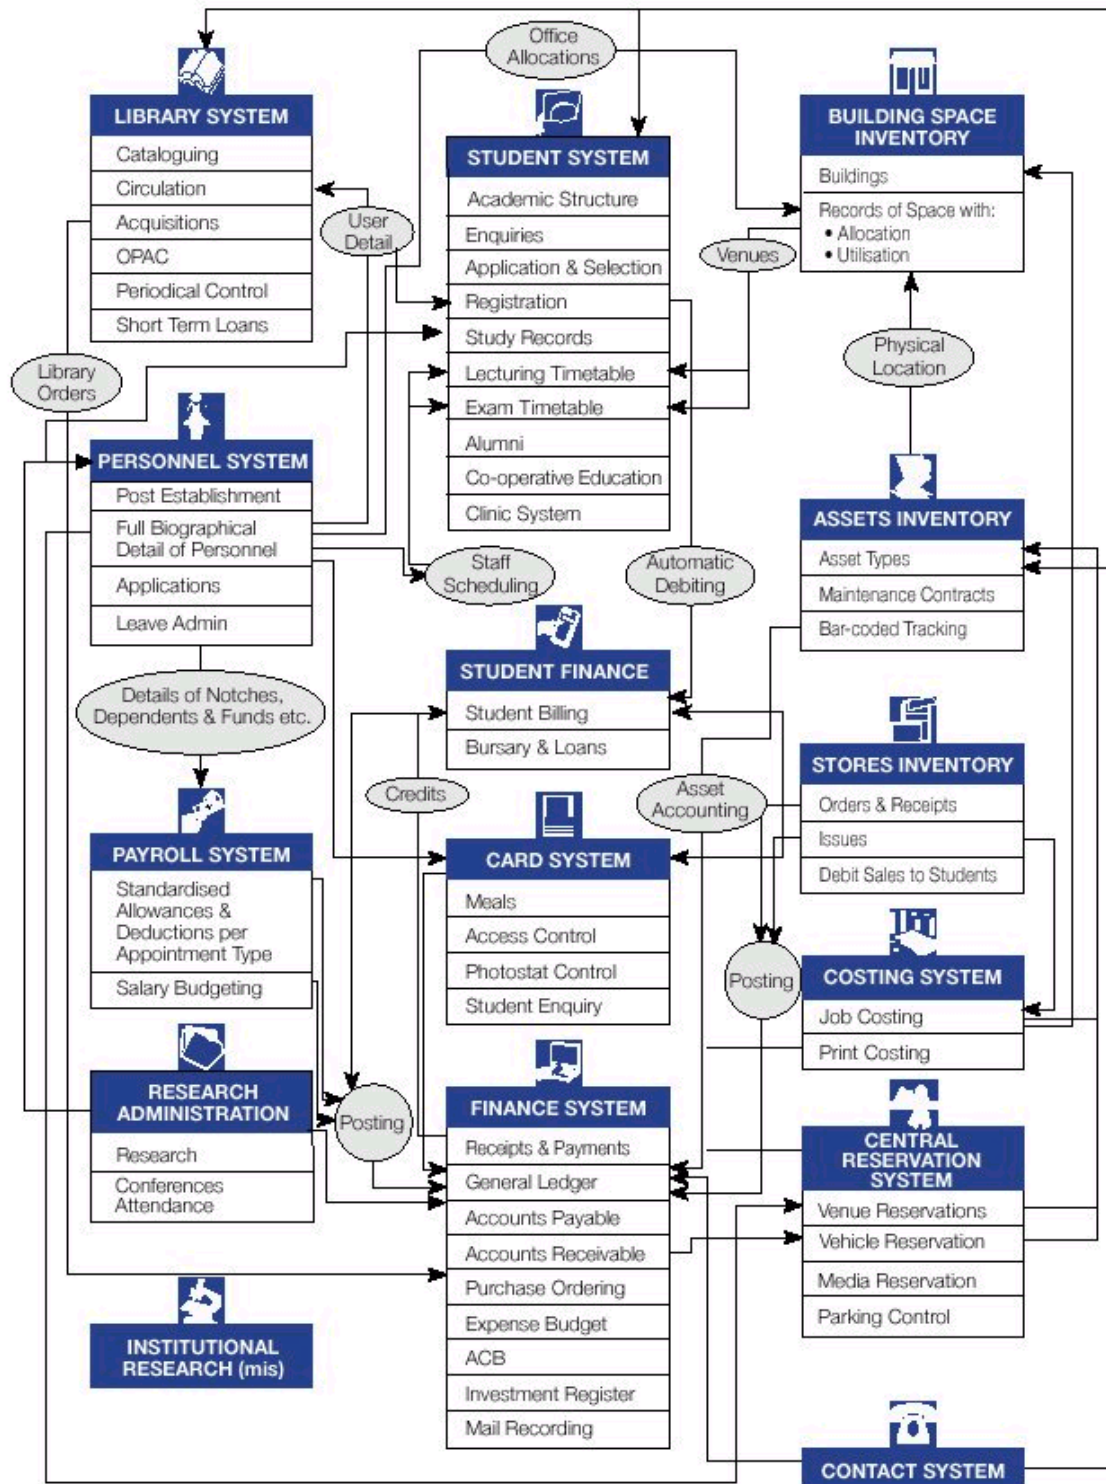 Office
Allocations
LIBRARY SYSTEM
Cataloguing
Circulation
Acquisitions
OPAC
Periodical Control
Short Term Loans
User
Detail
Library
Orders
STUDENT SYSTEM
Academic Structure
Enquiries
Application & Selection
Registration
Study Records
Lecturing Timetable
Exam Timetable
Alumni
Co-operative Education
Clinic System
BUILDING SPACE
INVENTORY
Buildings
Records of Space with:
• Allocation
• Utilisation
Venues
Physical
Location
PERSONNEL SYSTEM
Post Establishment
Full Biographical
Detail of Personnel
Applications
Leave Admin
Staff
Scheduling
Automatic
Debiting
ASSETS INVENTORY
Asset Types
Maintenance Contracts
Bar-coded Tracking
Details of Notches,
Dependents & Funds etc.
STUDENT FINANCE
Student Billing
Bursary & Loans
Credits
Asset
Accounting
STORES INVENTORY
Orders & Receipts
Issues
Debit Sales to Students
PAYROLL SYSTEM
Standardised
Allowances &
Deductions per
Appointment Type
Salary Budgeting
CARD SYSTEM
Meals
Access Control
Photostat Control
Student Enquiry
Posting
COSTING SYSTEM
Job Costing
Print Costing
RESEARCH
ADMINISTRATION
Research
Conferences
Attendance
Posting
FINANCE SYSTEM
Receipts & Payments
General Ledger
Accounts Payable
Accounts Receivable
Purchase Ordering
Expense Budget
ACB
Investment Register
Mail Recording
CENTRAL
RESERVATION
SYSTEM
Venue Reservations
Vehicle Reservation
Media Reservation
Parking Control
INSTITUTIONAL
RESEARCH (mis)
CONTACT SYSTEM